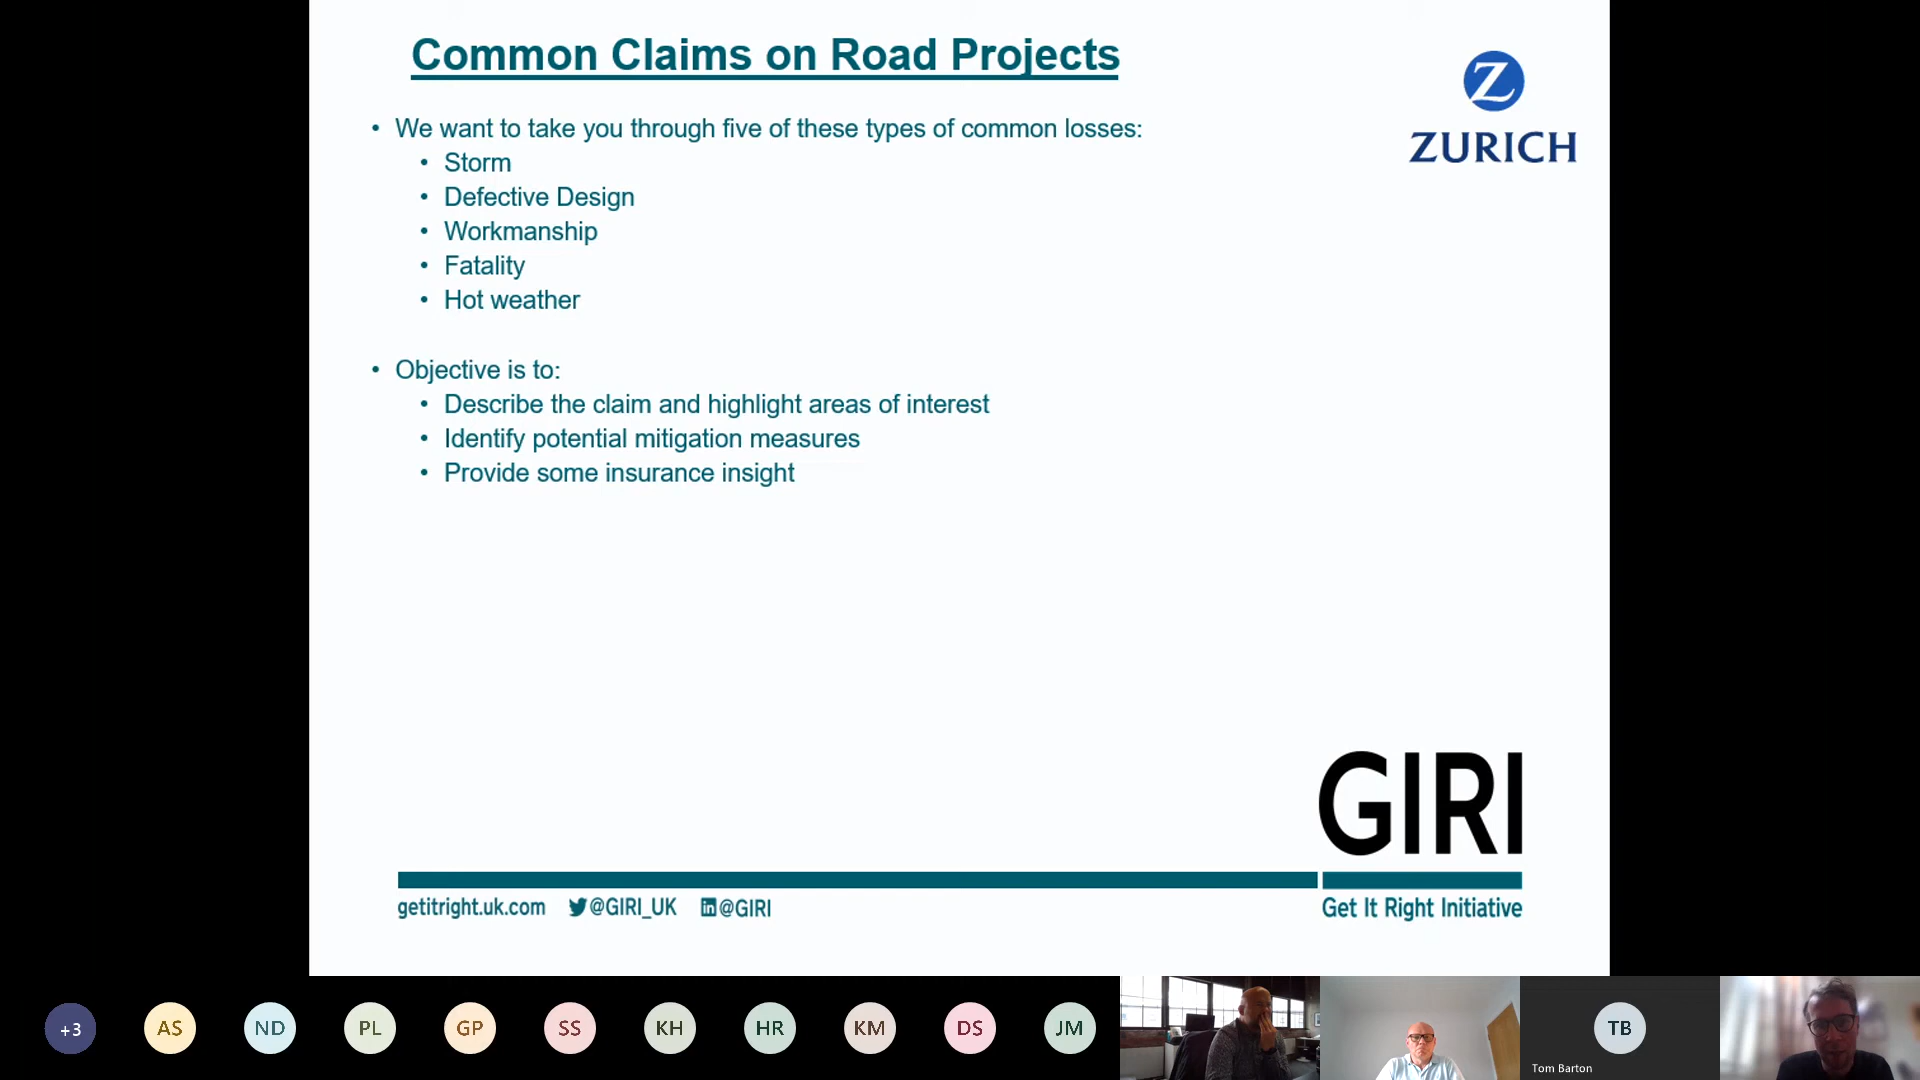 Common Claims on Road Projects
Z
ZURICH
• We want to take you through five of these types of common losses:
• Storm
• Defective Design
• Workmanship
• Fatality
• Hot weather
• Objective is to:
• Describe the claim and highlight areas of interest
• Identify potential mitigation measures
• Provide some insurance insight
GIRI
getitright.uk.com @GIRI_UK in @GIRI
Get It Right Initiative
+3 AS ND PL GP SS KH HR KM DS JM TB
Tom Barton